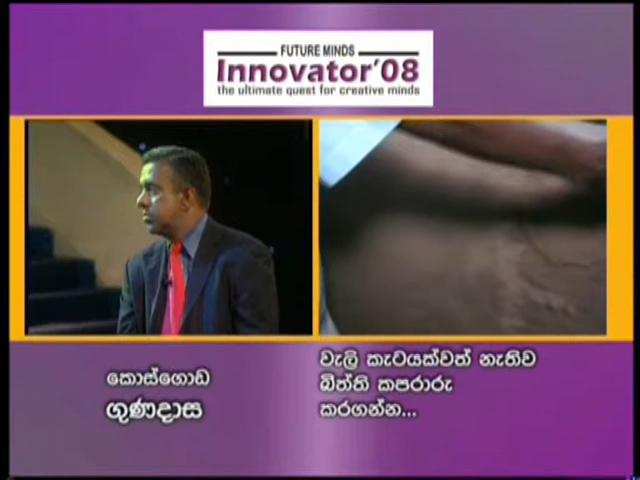 FUTURE MINDS
Innovator'08
the ultimate quest for creative minds
කොස්ගොඩ
ගුණදාස
වැලි කැටයක්වත් නැතිව
බිත්ති කපරාරු
කරගන්න...